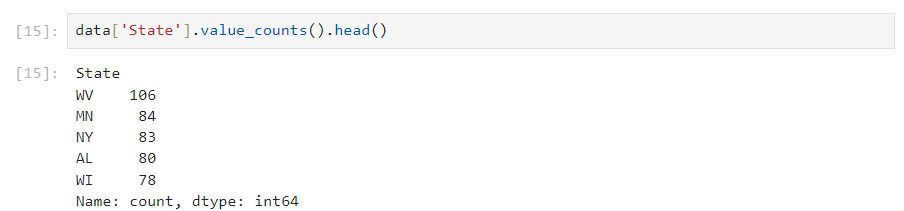 [15]: data['State'].value_counts().head()
[15]: State
WV    106
MN     84
NY     83
AL     80
WI     78
Name: count, dtype: int64